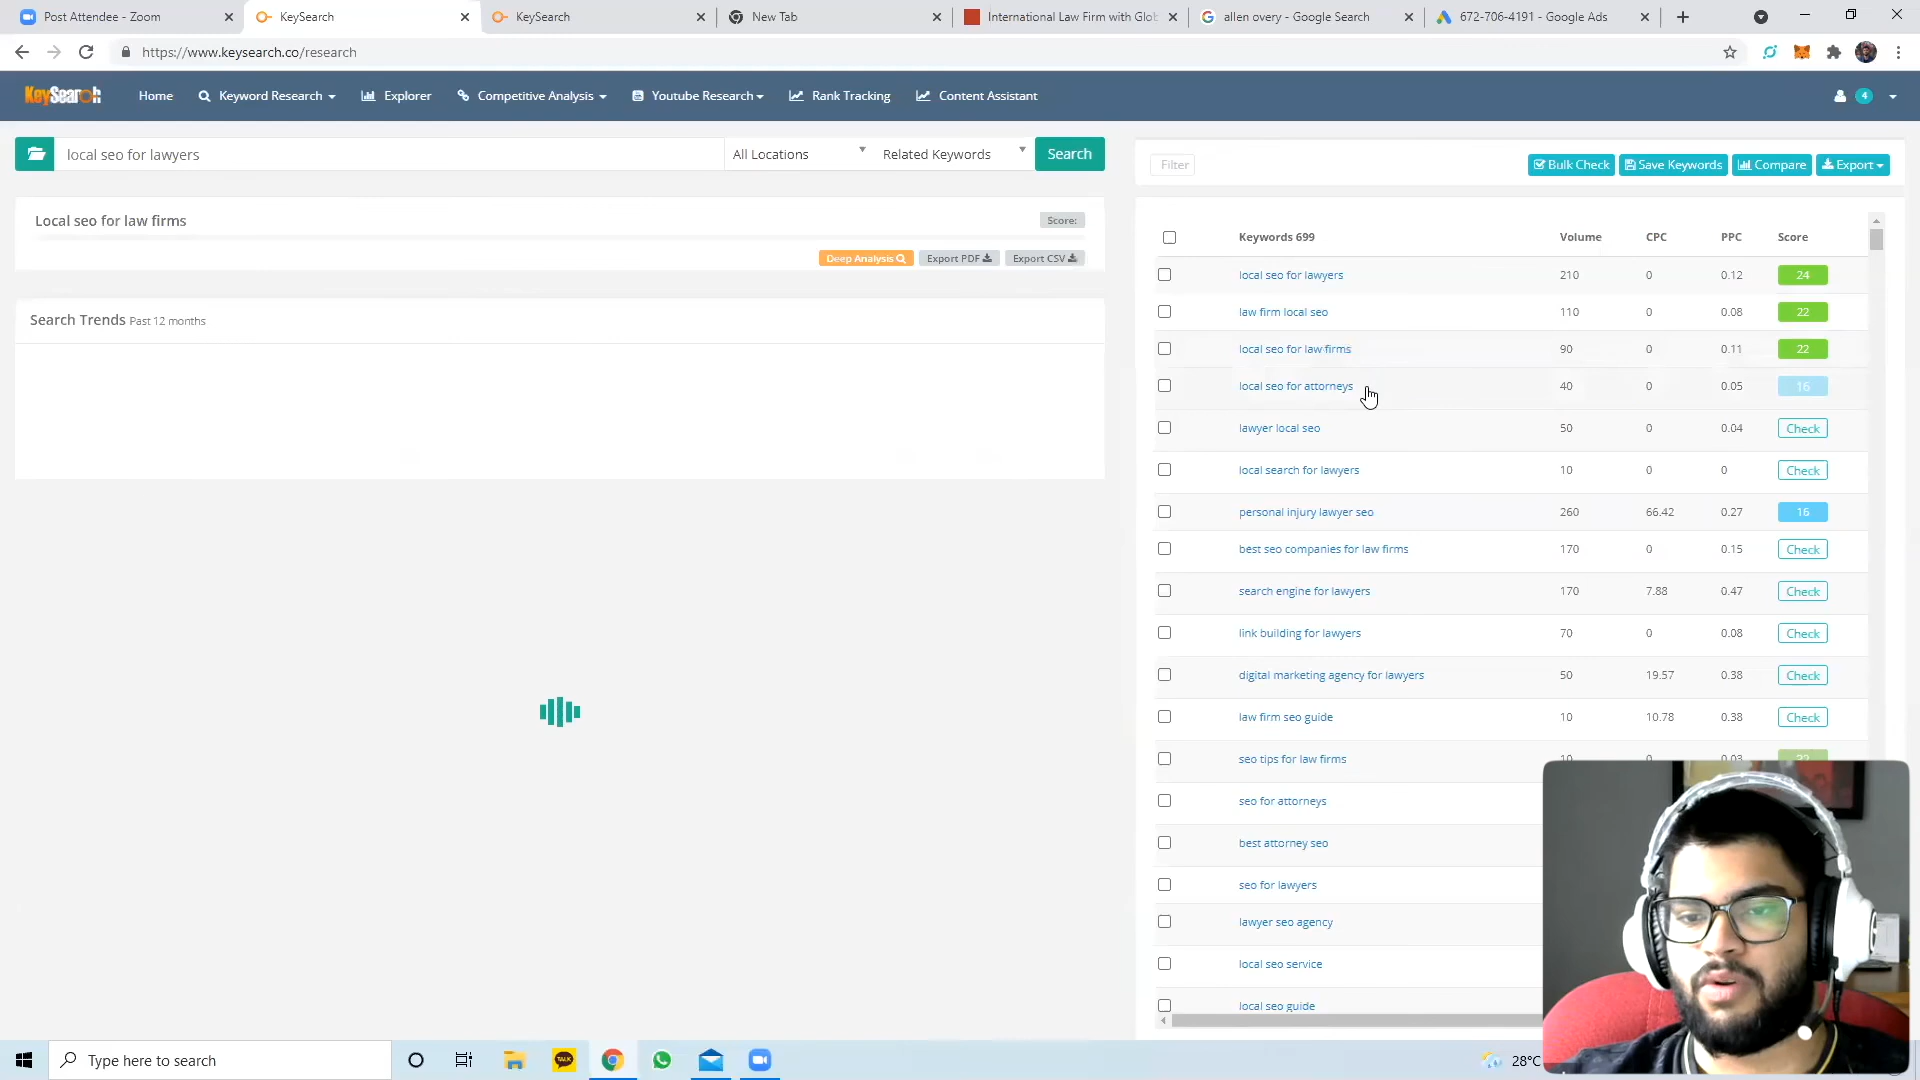 Post Attendee - Zoom
KeySearch
KeySearch
New Tab
International Law Firm with Glob
allen overy - Google Search
672-706-4191 - Google Ads
https://www.keysearch.co/research
KeySearch
Home
Keyword Research
Explorer
Competitive Analysis
Youtube Research
Rank Tracking
Content Assistant
4
local seo for lawyers
All Locations
Related Keywords
Search
Filter
Bulk Check
Save Keywords
Compare
Export
Local seo for law firms
Score:
Deep Analysis
Export PDF
Export CSV
Search Trends Past 12 months
Keywords 699 Volume CPC PPC Score
local seo for lawyers 210 0 0.12 24
law firm local seo 110 0 0.08 22
local seo for law firms 90 0 0.11 22
local seo for attorneys 40 0 0.05 16
lawyer local seo 50 0 0.04 Check
local search for lawyers 10 0 0 Check
personal injury lawyer seo 260 66.42 0.27 16
best seo companies for law firms 170 0 0.15 Check
search engine for lawyers 170 7.88 0.47 Check
link building for lawyers 70 0 0.08 Check
digital marketing agency for lawyers 50 19.57 0.38 Check
law firm seo guide 10 10.78 0.38 Check
seo tips for law firms 10 0 0.03
seo for attorneys
best attorney seo
seo for lawyers
lawyer seo agency
local seo service
local seo guide
Type here to search
TALK
28°C